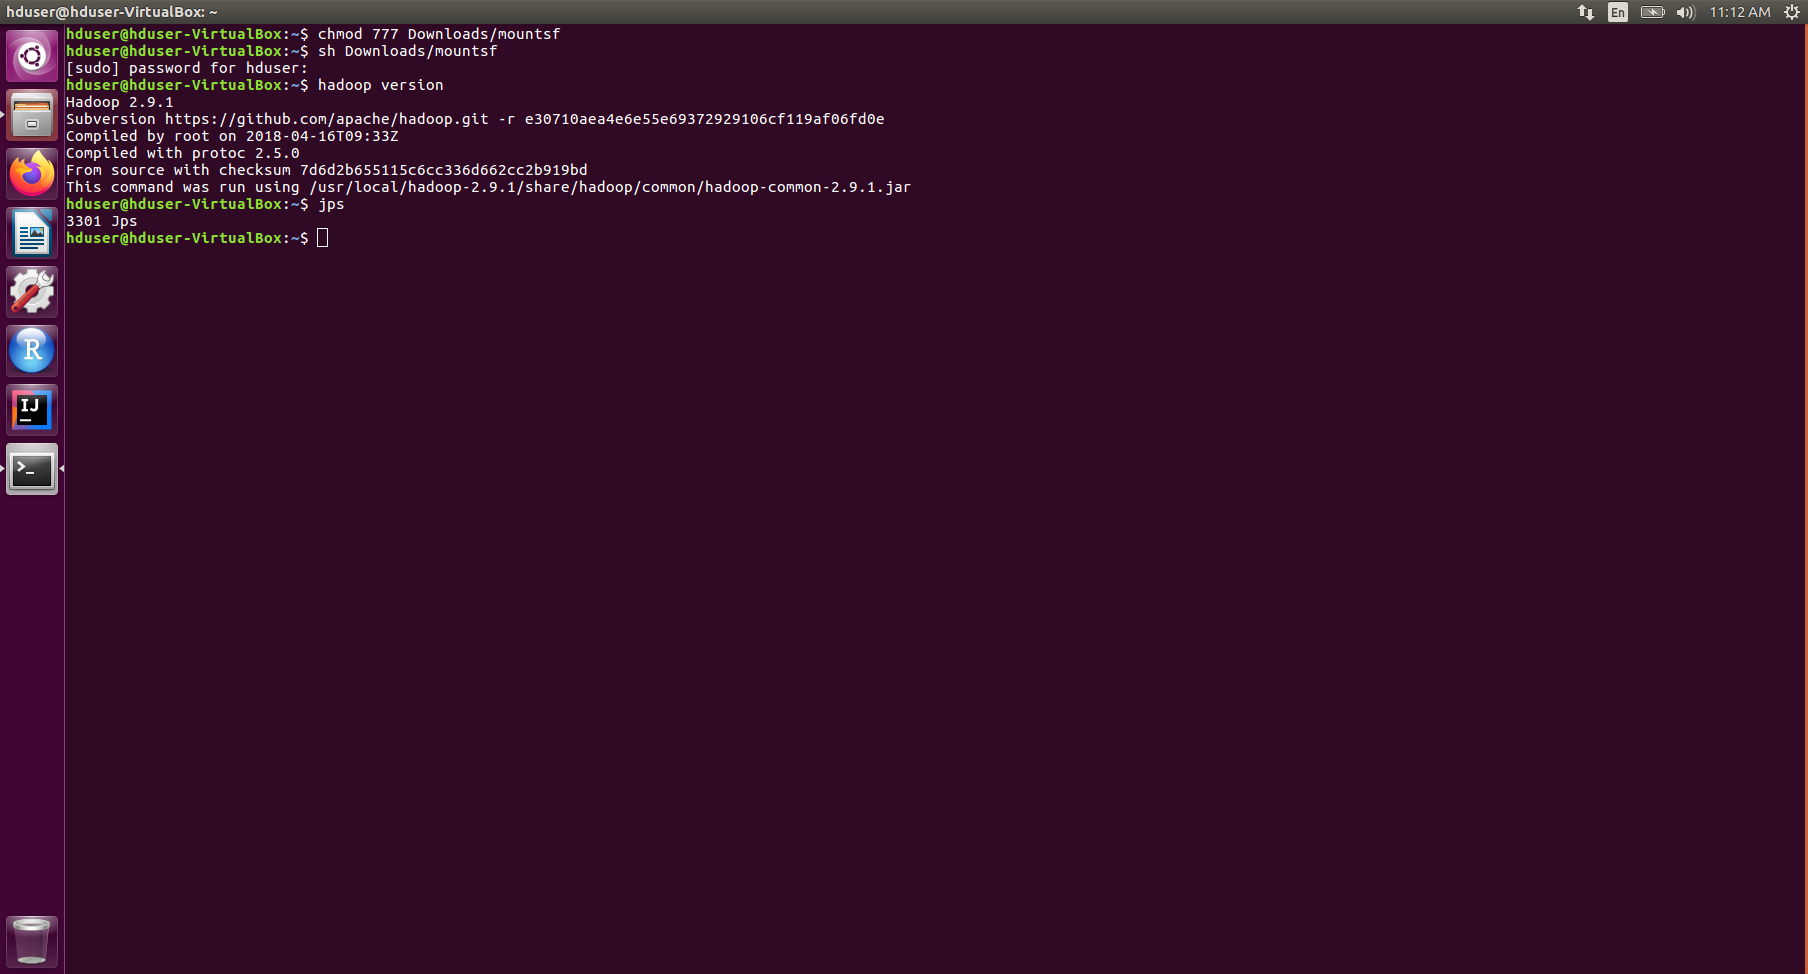 hduser@hduser-VirtualBox: ~
En
11:12 AM
hduser@hduser-VirtualBox:~$ chmod 777 Downloads/mountsf
hduser@hduser-VirtualBox:~$ sh Downloads/mountsf
[sudo] password for hduser:
hduser@hduser-VirtualBox:~$ hadoop version
Hadoop 2.9.1
Subversion https://github.com/apache/hadoop.git -r e30710aea4e6e55e69372929106cf119af06fd0e
Compiled by root on 2018-04-16T09:33Z
Compiled with protoc 2.5.0
From source with checksum 7d6d2b655115c6cc336d662cc2b919bd
This command was run using /usr/local/hadoop-2.9.1/share/hadoop/common/hadoop-common-2.9.1.jar
hduser@hduser-VirtualBox:~$ jps
3301 Jps
hduser@hduser-VirtualBox:~$
R
IJ
>_